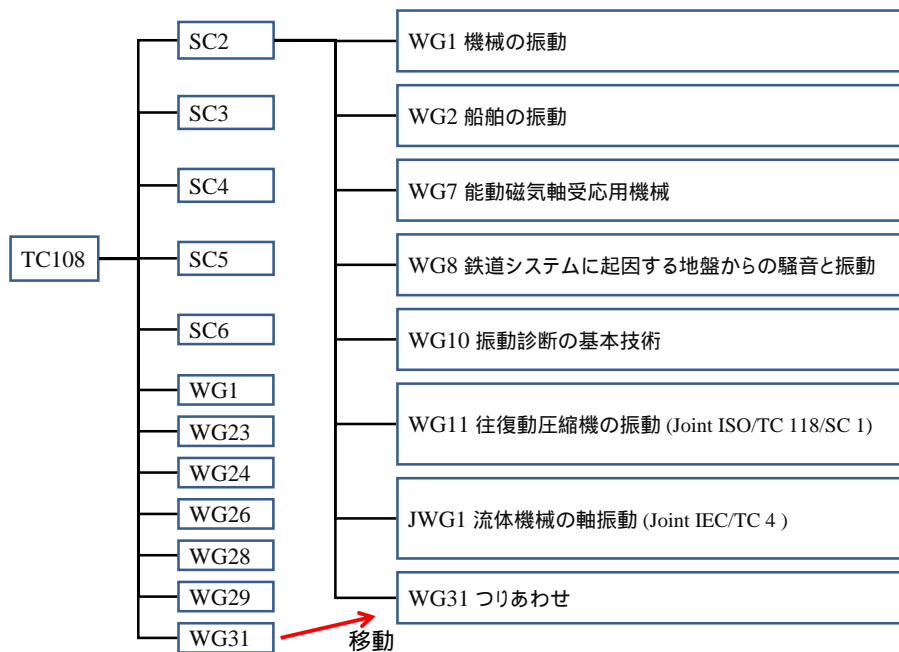 TC108
SC2
SC3
SC4
SC5
SC6
WG1
WG23
WG24
WG26
WG28
WG29
WG31
移動
WG1 機械の振動
WG2 船舶の振動
WG7 能動磁気軸受応用機械
WG8 鉄道システムに起因する地盤からの騒音と振動
WG10 振動診断の基本技術
WG11 往復動圧縮機の振動 (Joint ISO/TC 118/SC 1)
JWG1 流体機械の軸振動 (Joint IEC/TC 4 )
WG31 つりあわせ